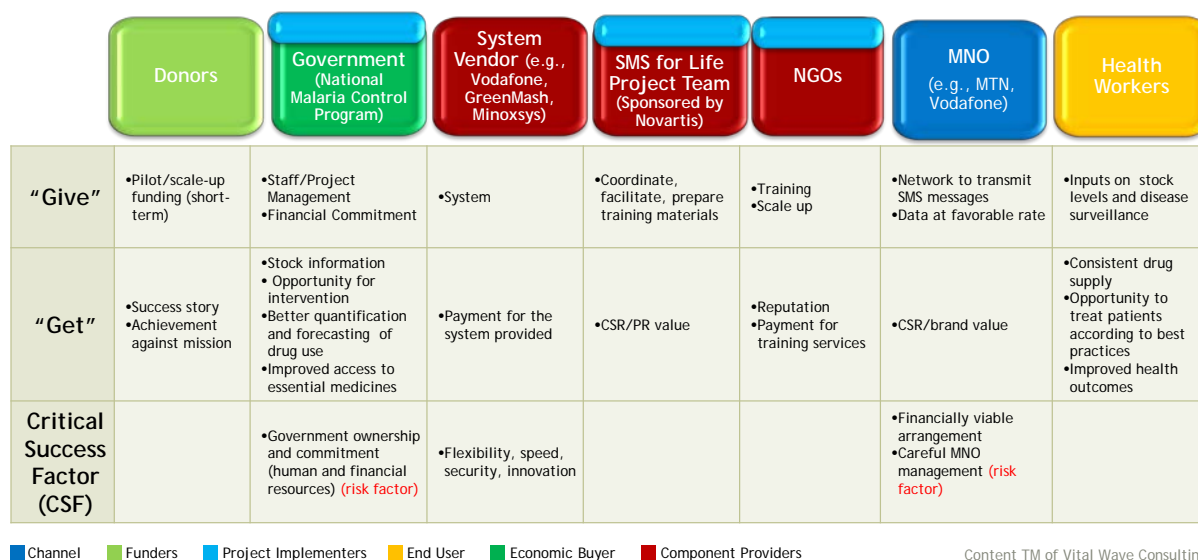 Donors
Government
(National
Malaria Control
Program)
System
Vendor (e.g.,
Vodafone,
GreenMash,
Minoxsys)
SMS for Life
Project Team
(Sponsored by
Novartis)
NGOs
MNO
(e.g., MTN,
Vodafone)
Health
Workers
“Give”
•Pilot/scale-up
funding (short-
term)
•Staff/Project
Management
•Financial Commitment
•System
•Coordinate,
facilitate, prepare
training materials
•Training
•Scale up
•Network to transmit
SMS messages
•Data at favorable rate
•Inputs on stock
levels and disease
surveillance
“Get”
•Success story
•Achievement
against mission
•Stock information
• Opportunity for
intervention
•Better quantification
and forecasting of
drug use
•Improved access to
essential medicines
•Payment for the
system provided
•CSR/PR value
•Reputation
•Payment for
training services
•CSR/brand value
•Consistent drug
supply
•Opportunity to
treat patients
according to best
practices
•Improved health
outcomes
Critical
Success
Factor
(CSF)
•Government ownership
and commitment
(human and financial
resources) (risk factor)
•Flexibility, speed,
security, innovation
•Financially viable
arrangement
•Careful MNO
management (risk
factor)
Channel
Funders
Project Implementers
End User
Economic Buyer
Component Providers
Content TM of Vital Wave Consultin